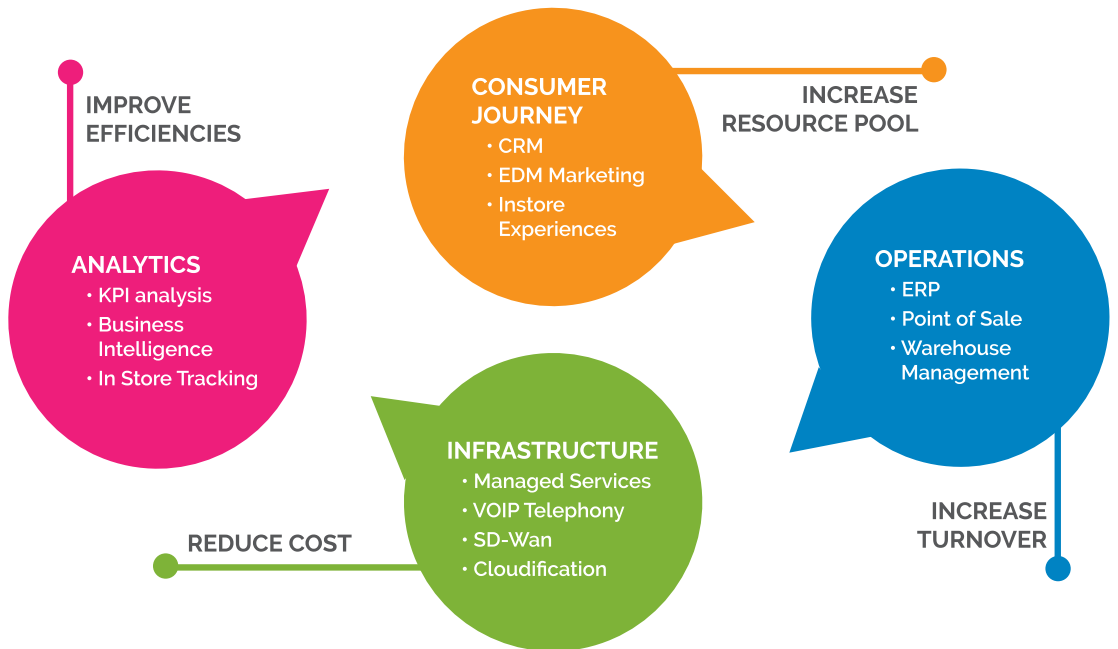 IMPROVE
EFFICIENCIES
ANALYTICS
• KPI analysis
• Business
Intelligence
• In Store Tracking
CONSUMER
JOURNEY
• CRM
• EDM Marketing
• Instore
Experiences
INCREASE
RESOURCE POOL
OPERATIONS
• ERP
• Point of Sale
• Warehouse
Management
INCREASE
TURNOVER
INFRASTRUCTURE
• Managed Services
• VOIP Telephony
• SD-Wan
• Cloudification
REDUCE COST